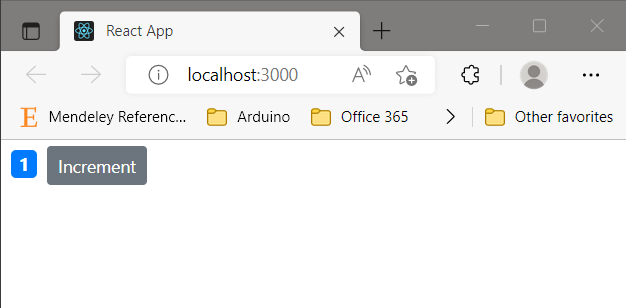 React App
localhost:3000
Mendeley Referenc... Arduino Office 365 Other favorites
1 Increment